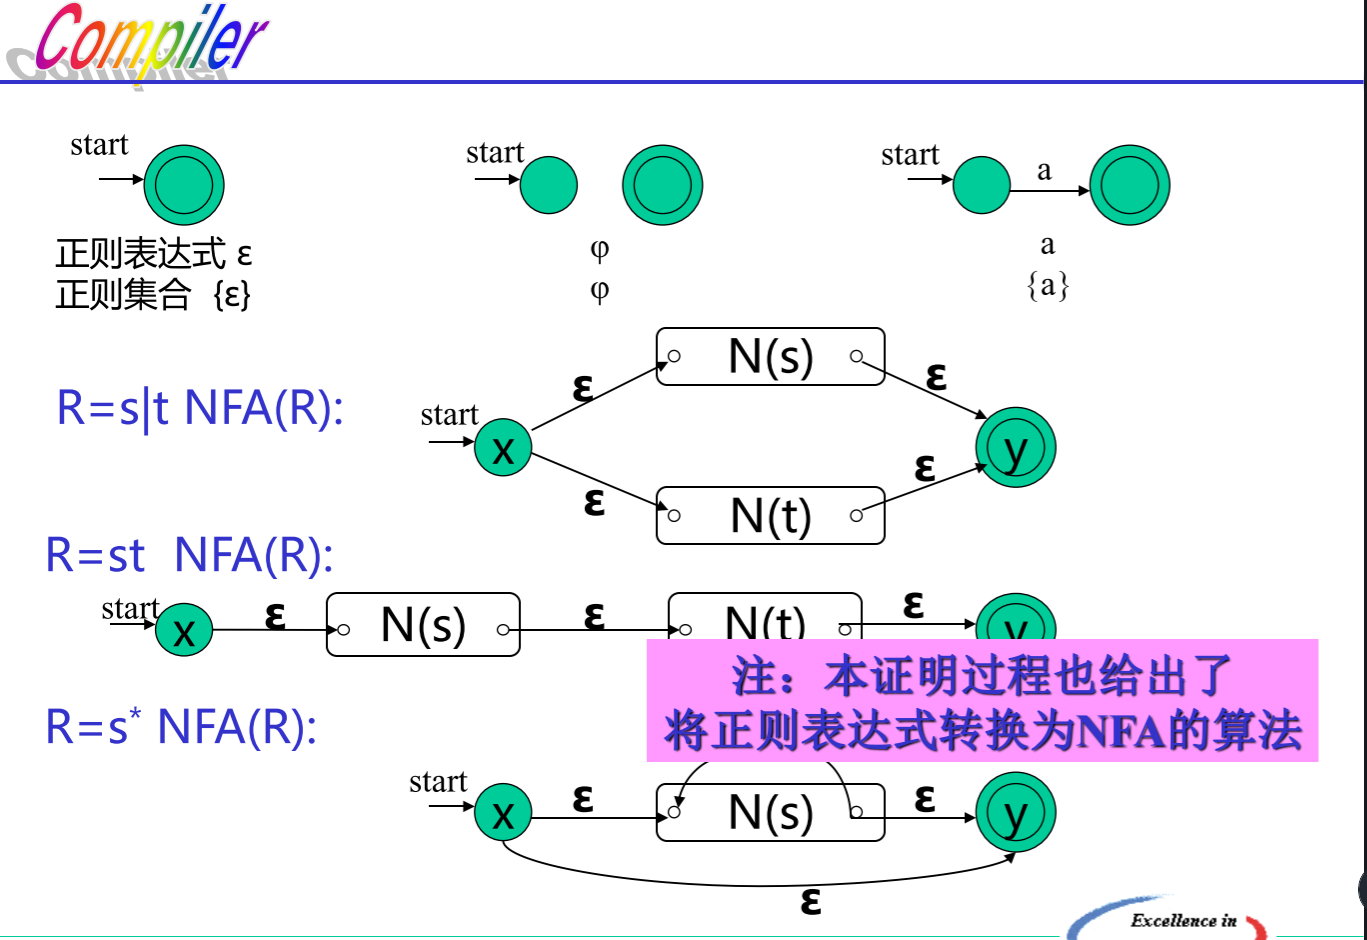 Compiler
start
start
start
a
正则表达式 ε
正则集合 {ε}
φ
φ
a
{a}
R=s|t NFA(R):
start
x
ε
ε
N(s)
N(t)
ε
ε
y
R=st NFA(R):
start
x
ε
N(s)
ε
N(t)
ε
y
注：本证明过程也给出了
将正则表达式转换为NFA的算法
R=s* NFA(R):
start
x
ε
N(s)
ε
y
ε
Excellence in